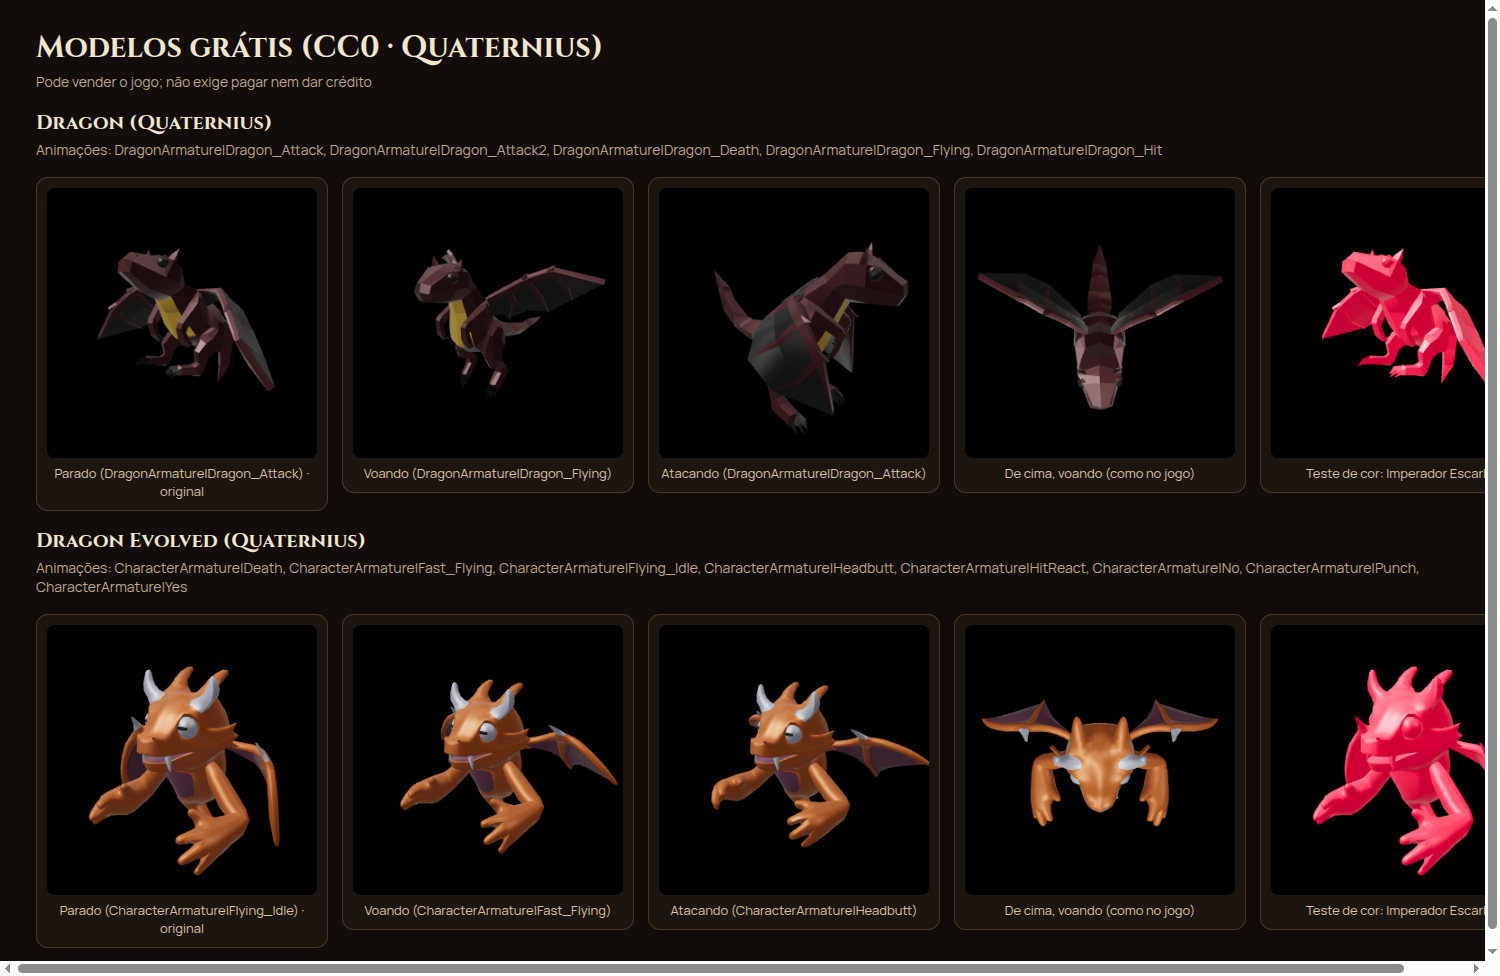 Modelos grátis (CC0 · Quaternius)
Pode vender o jogo; não exige pagar nem dar crédito
Dragon (Quaternius)
Animações: DragonArmature|Dragon_Attack, DragonArmature|Dragon_Attack2, DragonArmature|Dragon_Death, DragonArmature|Dragon_Flying, DragonArmature|Dragon_Hit
Parado (DragonArmature|Dragon_Attack) ·
original
Voando (DragonArmature|Dragon_Flying)
Atacando (DragonArmature|Dragon_Attack)
De cima, voando (como no jogo)
Teste de cor: Imperador Escarl
Dragon Evolved (Quaternius)
Animações: CharacterArmature|Death, CharacterArmature|Fast_Flying, CharacterArmature|Flying_Idle, CharacterArmature|Headbutt, CharacterArmature|HitReact, CharacterArmature|No, CharacterArmature|Punch,
CharacterArmature|Yes
Parado (CharacterArmature|Flying_Idle) ·
original
Voando (CharacterArmature|Fast_Flying)
Atacando (CharacterArmature|Headbutt)
De cima, voando (como no jogo)
Teste de cor: Imperador Escarl